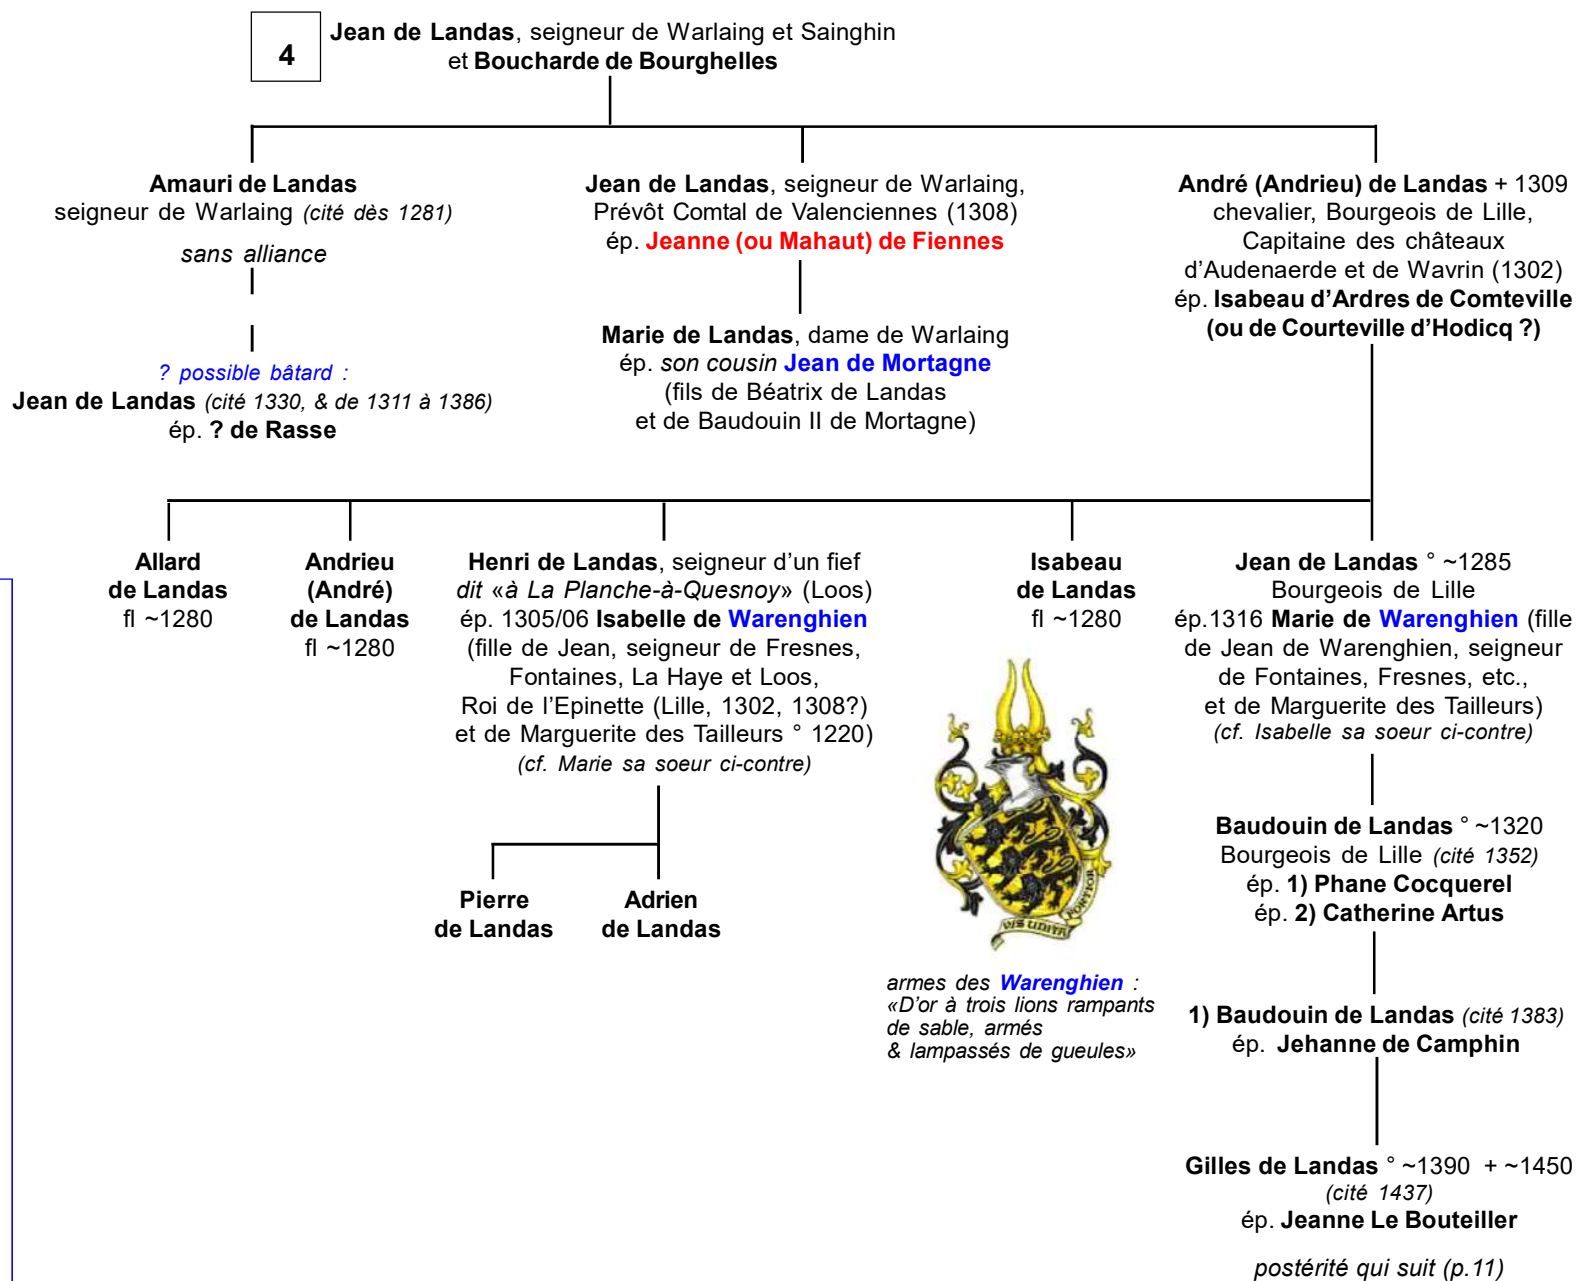 4
Jean de Landas, seigneur de Warlaing et Sainghin
et Boucharde de Bourghelles
Amauri de Landas
seigneur de Warlaing (cité dès 1281)
sans alliance
? possible bâtard :
Jean de Landas (cité 1330, & de 1311 à 1386)
ép. ? de Rasse
Jean de Landas, seigneur de Warlaing,
Prévôt Comtal de Valenciennes (1308)
ép. Jeanne (ou Mahaut) de Fiennes
Marie de Landas, dame de Warlaing
ép. son cousin Jean de Mortagne
(fils de Béatrix de Landas
et de Baudouin II de Mortagne)
André (Andrieu) de Landas + 1309
chevalier, Bourgeois de Lille,
Capitaine des châteaux
d'Audenaerde et de Wavrin (1302)
ép. Isabeau d'Ardres de Comteville
(ou de Courteville d'Hodicq ?)
Allard
de Landas
fl ~1280
Andrieu
(André)
de Landas
fl ~1280
Henri de Landas, seigneur d'un fief
dit «à La Planche-à-Quesnoy» (Loos)
ép. 1305/06 Isabelle de Warenghien
(fille de Jean, seigneur de Fresnes,
Fontaines, La Haye et Loos,
Roi de l'Epinette (Lille, 1302, 1308?)
et de Marguerite des Tailleurs ° 1220)
(cf. Marie sa soeur ci-contre)
Pierre
de Landas
Adrien
de Landas
Isabeau
de Landas
fl ~1280
VIS UNITA FORTIOR
armes des Warenghien :
«D'or à trois lions rampants
de sable, armés
& lampassés de gueules»
Jean de Landas ° ~1285
Bourgeois de Lille
ép.1316 Marie de Warenghien (fille
de Jean de Warenghien, seigneur
de Fontaines, Fresnes, etc.,
et de Marguerite des Tailleurs)
(cf. Isabelle sa soeur ci-contre)
Baudouin de Landas ° ~1320
Bourgeois de Lille (cité 1352)
ép. 1) Phane Cocquerel
ép. 2) Catherine Artus
1) Baudouin de Landas (cité 1383)
ép. Jehanne de Camphin
Gilles de Landas ° ~1390 + ~1450
(cité 1437)
ép. Jeanne Le Bouteiller
postérité qui suit (p.11)